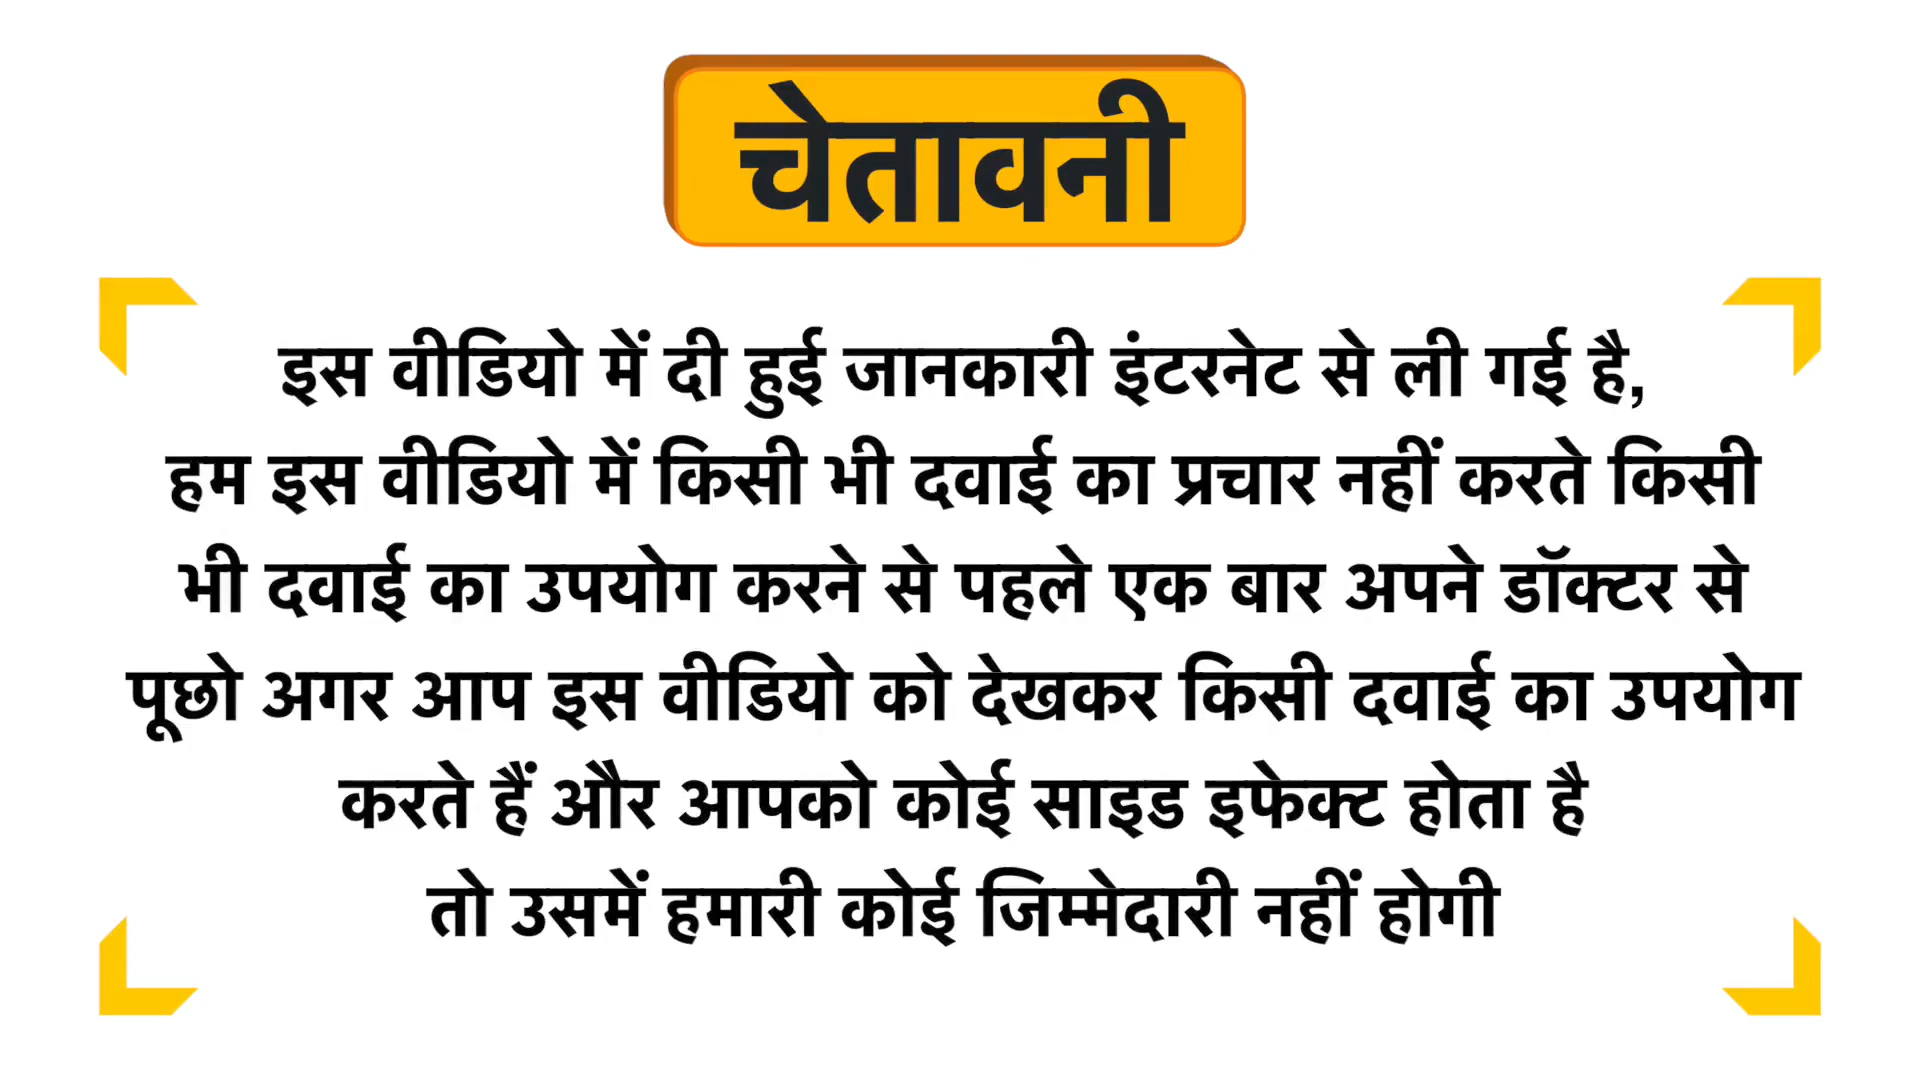 चेतावनी
इस वीडियो में दी हुई जानकारी इंटरनेट से ली गई है,
हम इस वीडियो में किसी भी दवाई का प्रचार नहीं करते किसी
भी दवाई का उपयोग करने से पहले एक बार अपने डॉक्टर से
पूछो अगर आप इस वीडियो को देखकर किसी दवाई का उपयोग
करते हैं और आपको कोई साइड इफेक्ट होता है
तो उसमें हमारी कोई जिम्मेदारी नहीं होगी